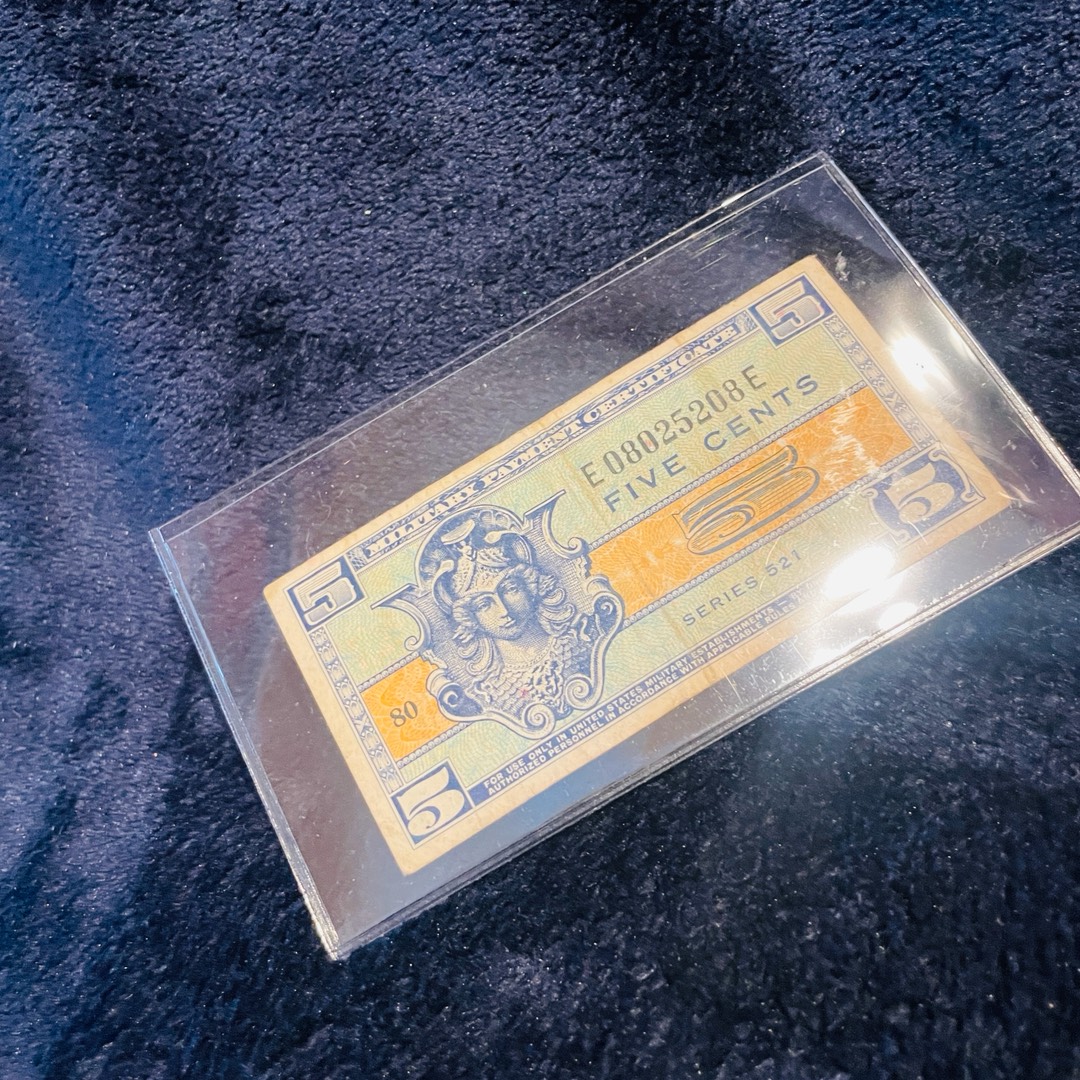 5
MILITARY PAYMENT CERTIFICATE
5
E08025208E
FIVE CENTS
5
SERIES 521
80
5
FOR USE ONLY IN UNITED STATES MILITARY ESTABLISHMENTS
AUTHORIZED PERSONNEL IN ACCORDANCE WITH APPLICABLE
5